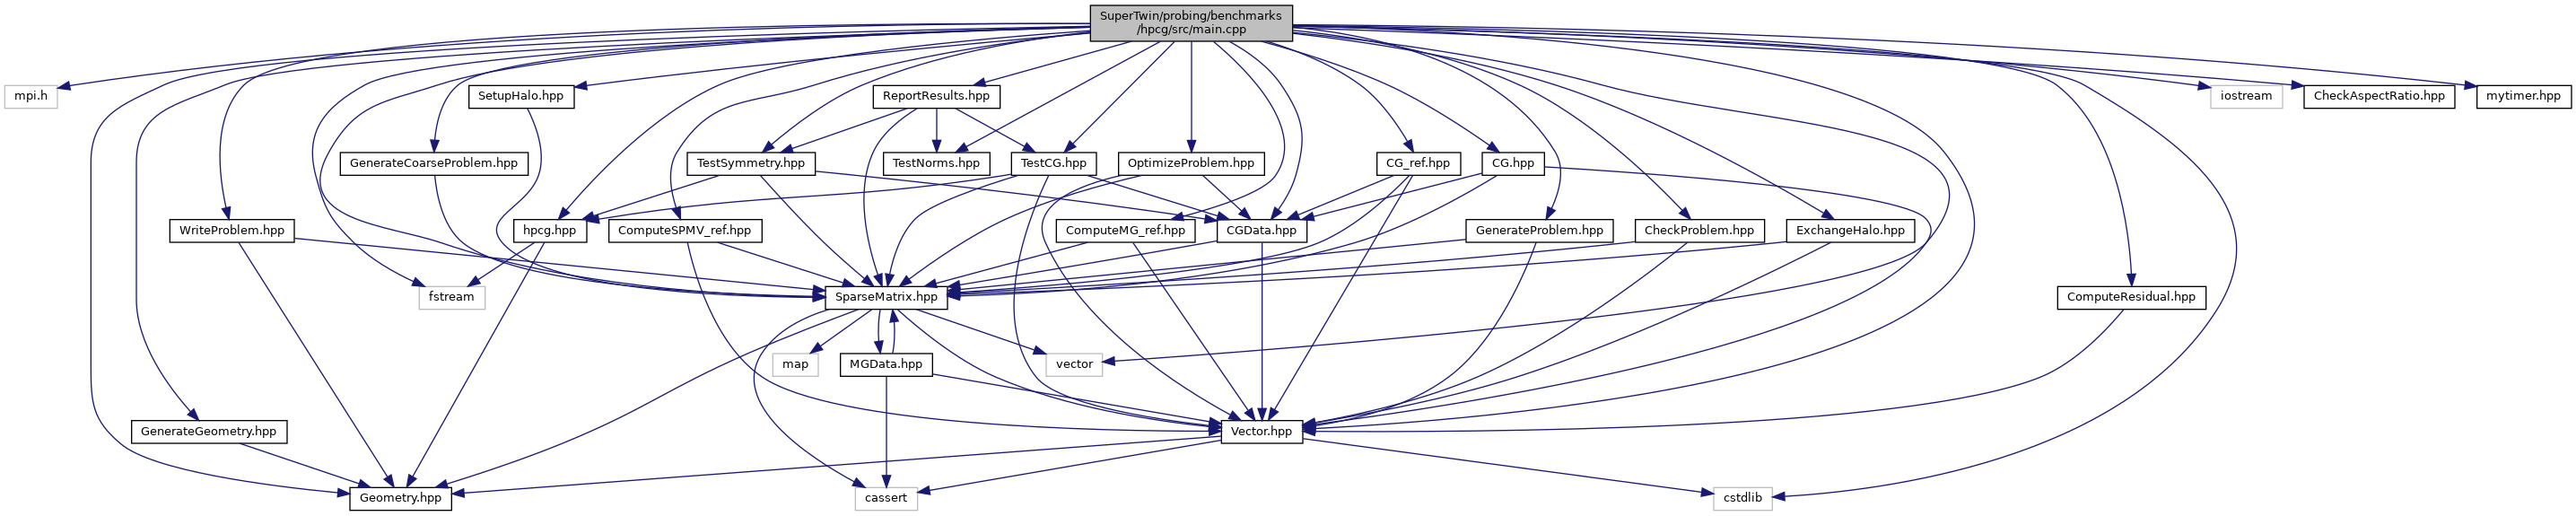 SuperTwin/probing/benchmarks
/hpcg/src/main.cpp
mpi.h
SetupHalo.hpp
ReportResults.hpp
iostream
CheckAspectRatio.hpp
mytimer.hpp
GenerateCoarseProblem.hpp
TestSymmetry.hpp
TestNorms.hpp
TestCG.hpp
OptimizeProblem.hpp
CG_ref.hpp
CG.hpp
WriteProblem.hpp
hpcg.hpp
ComputeSPMV_ref.hpp
ComputeMG_ref.hpp
CGData.hpp
GenerateProblem.hpp
CheckProblem.hpp
ExchangeHalo.hpp
fstream
SparseMatrix.hpp
ComputeResidual.hpp
map
MGData.hpp
vector
GenerateGeometry.hpp
Vector.hpp
Geometry.hpp
cassert
cstdlib